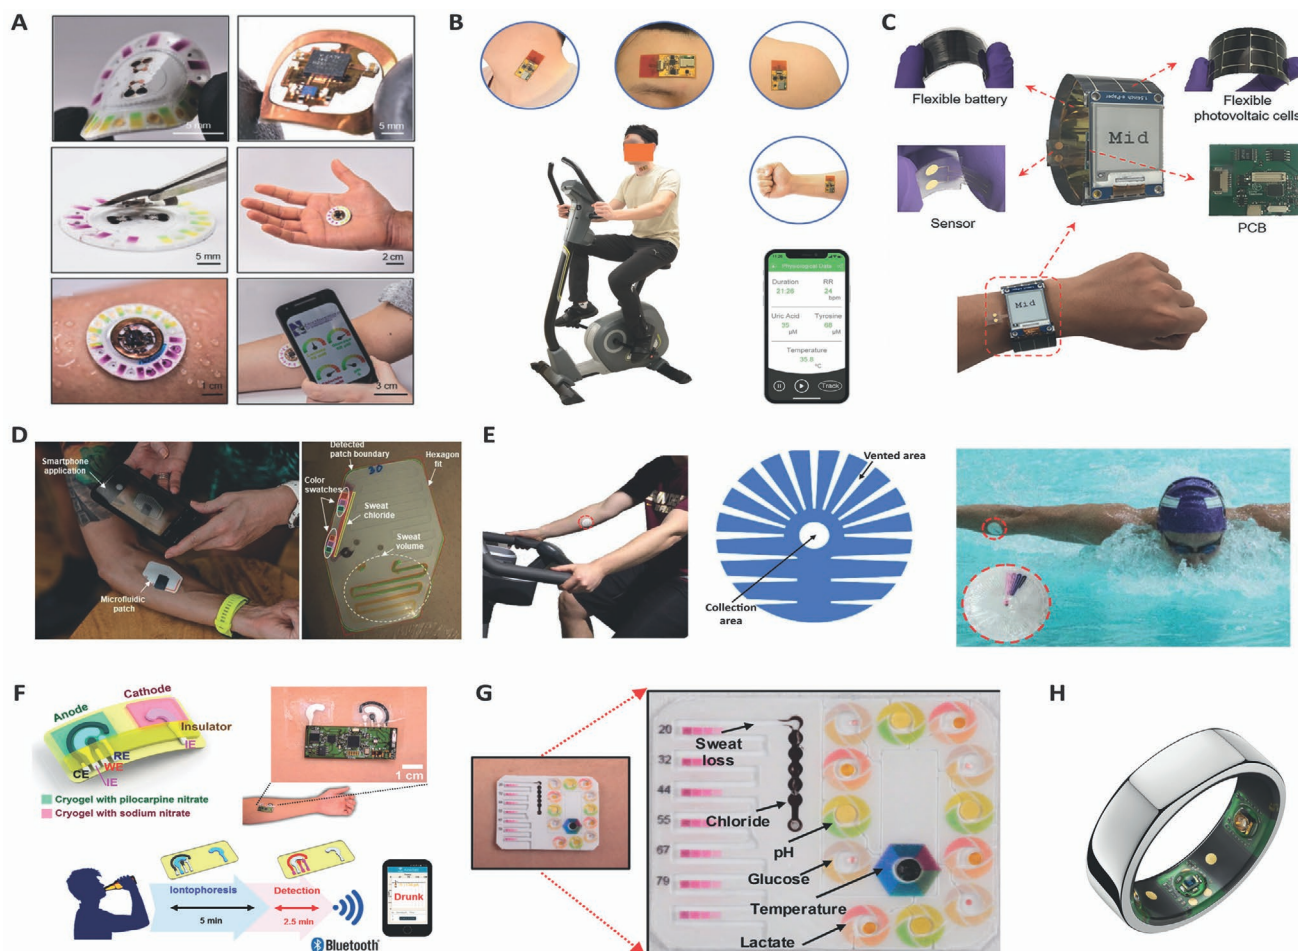 A
5 mm
5 mm
5 mm
2 cm
1 cm
3 cm
B
Physiological Data
Duration
21:26
RR
24
bpm
Uric Acid
35
µM
Tyrosine
68
µM
Temperature
35.8
°C
Track
C
Flexible battery
Flexible
photovoltaic cells
Mid
Sensor
PCB
Mid
D
Smartphone
application
Microfluidic
patch
Detected
patch boundary
Hexagon
fit
30
Color
swatches
Sweat
chloride
Sweat
volume
E
Vented area
Collection
area
F
Anode
Cathode
Insulator
IE
RE
WE
CE
IE
Cryogel with pilocarpine nitrate
Cryogel with sodium nitrate
1 cm
Iontophoresis
5 min
Detection
2.5 min
Bluetooth
Drunk
G
20
32
44
55
67
79
Sweat
loss
Chloride
pH
Glucose
Temperature
Lactate
H